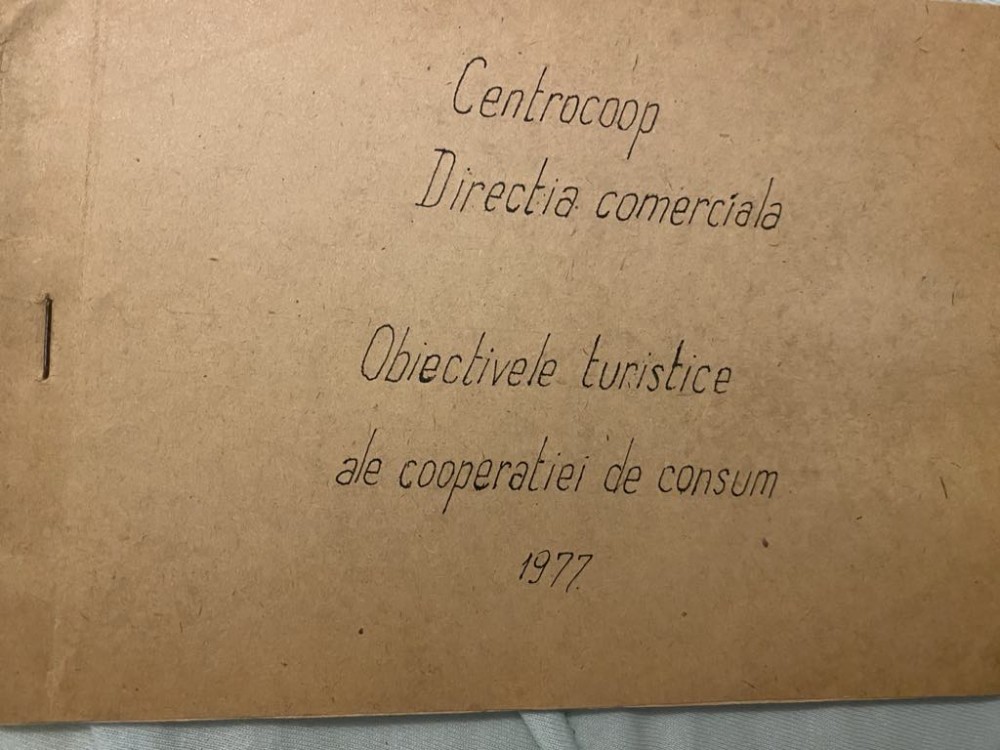 Centrocoop
Directia comerciala
Obiectivele turistice
ale cooperatiei de consum
1977.